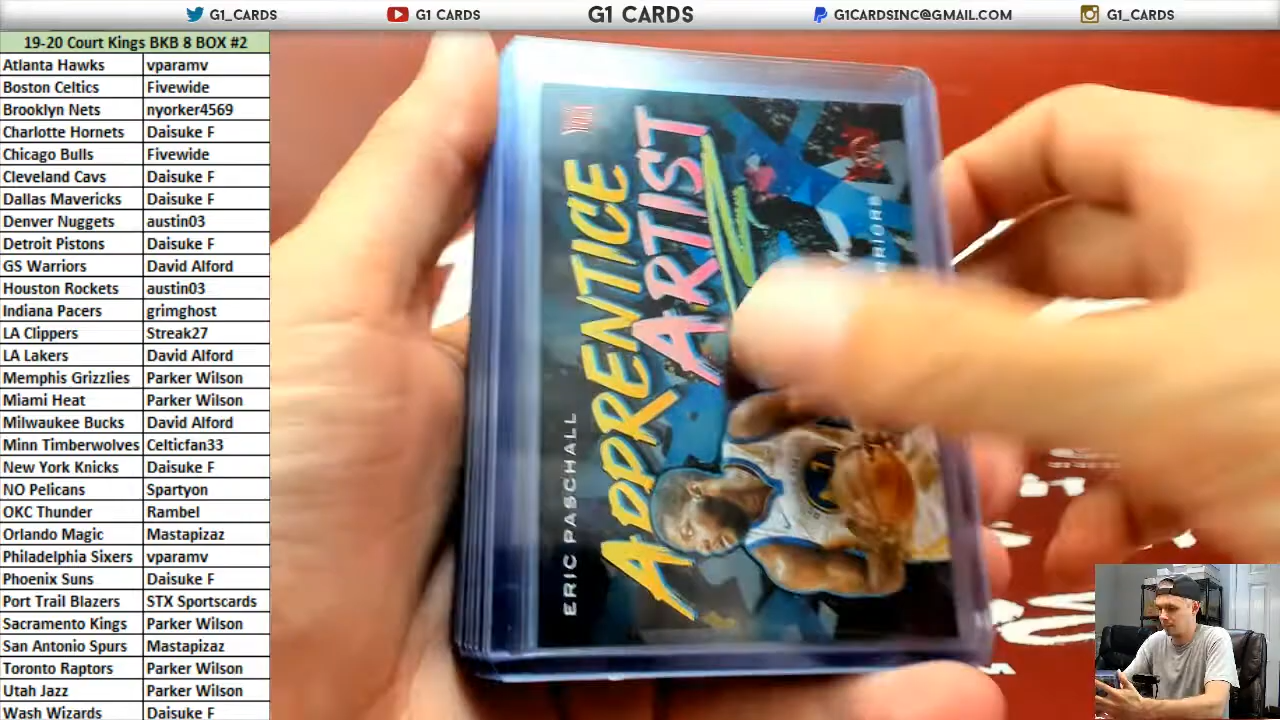 G1_CARDS
G1 CARDS
G1 CARDS
G1CARDSINC@GMAIL.COM
G1_CARDS
19-20 Court Kings BKB 8 BOX #2
Atlanta Hawks vparamv
Boston Celtics Fivewide
Brooklyn Nets nyorker4569
Charlotte Hornets Daisuke F
Chicago Bulls Fivewide
Cleveland Cavs Daisuke F
Dallas Mavericks Daisuke F
Denver Nuggets austin03
Detroit Pistons Daisuke F
GS Warriors David Alford
Houston Rockets austin03
Indiana Pacers grimghost
LA Clippers Streak27
LA Lakers David Alford
Memphis Grizzlies Parker Wilson
Miami Heat Parker Wilson
Milwaukee Bucks David Alford
Minn Timberwolves Celticfan33
New York Knicks Daisuke F
NO Pelicans Spartyon
OKC Thunder Rambel
Orlando Magic Mastapizaz
Philadelphia Sixers vparamv
Phoenix Suns Daisuke F
Port Trail Blazers STX Sportscards
Sacramento Kings Parker Wilson
San Antonio Spurs Mastapizaz
Toronto Raptors Parker Wilson
Utah Jazz Parker Wilson
Wash Wizards Daisuke F
ERIC PASCHALL
APPRENTICE
ARTIST